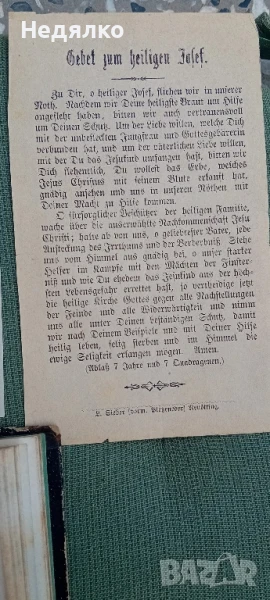 Недялко
Gebet zum heiligen Josef.
Zu Dir, o heiliger Josef, fliehen wir in unserer
Noth. Nachdem wir Deine heiligste Braut um Hilfe
angefleht haben, bitten wir auch vertrauensvoll
um Deinen Schutz. Um der Liebe willen, welche Dich
mit der unbefleckten Jungfrau und Gottesgebärerin
verbunden hat, und um der väterlichen Liebe willen,
mit der Du das Jesukind umfangen hast, bitten wir
Dich flehentlich, Du wollest das Erbe, welches
Jesus Christus mit seinem Blute erkauft hat,
gnädig ansehen und uns in unseren Nöthen mit
Deiner Macht zu Hilfe kommen.
O fürsorglicher Beschützer der heiligen Familie,
wache über die auserwählte Nachkommenschaft Jesu
Christi; halte ab von uns, o geliebtester Vater, jede
Ansteckung des Irrthums und der Verderbniß. Stehe
uns vom Himmel aus gnädig bei, o unser starker
Helfer im Kampfe mit den Mächten der Finster-
niß und wie Du ehedem das Jesukind aus der höch-
sten Lebensgefahr errettet hast, so vertheidige jetzt
die heilige Kirche Gottes gegen alle Nachstellungen
der Feinde und alle Widerwärtigkeit und nimm
uns alle unter Deinen beständigen Schutz, damit
wir nach Deinem Beispiele und mit Deiner Hilfe
heilig leben, selig sterben und im Himmel die
ewige Seligkeit erlangen mögen. Amen.
(Ablaß 7 Jahre und 7 Quadragenen.)
L. Sleber (vorm. Altötting.
BAZAR